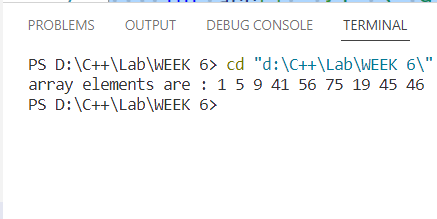 PROBLEMS OUTPUT DEBUG CONSOLE TERMINAL
PS D:\C++\Lab\WEEK 6> cd "d:\C++\Lab\WEEK 6\"
array elements are : 1 5 9 41 56 75 19 45 46
PS D:\C++\Lab\WEEK 6>